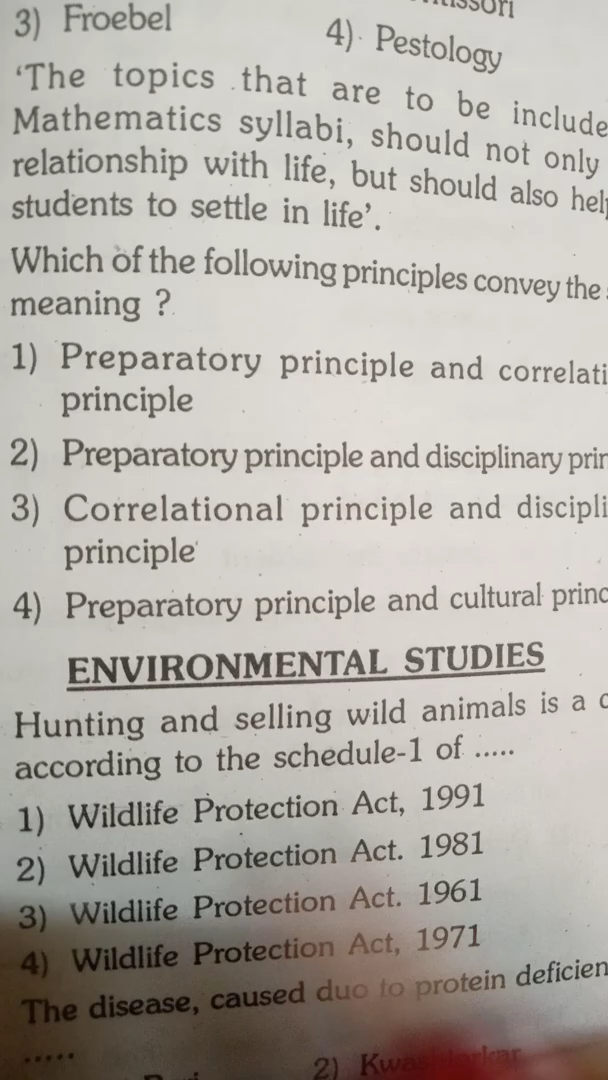 3) Froebel
4) Pestology
‘The topics that are to be include
Mathematics syllabi, should not only
relationship with life, but should also help
students to settle in life’.
Which of the following principles convey the
meaning ?
1) Preparatory principle and correlati
principle
2) Preparatory principle and disciplinary prin
3) Correlational principle and discipli
principle
4) Preparatory principle and cultural princ
ENVIRONMENTAL STUDIES
Hunting and selling wild animals is a c
according to the schedule-1 of .....
1) Wildlife Protection Act, 1991
2) Wildlife Protection Act. 1981
3) Wildlife Protection Act. 1961
4) Wildlife Protection Act, 1971
The disease, caused duo to protein deficien
.....
2)